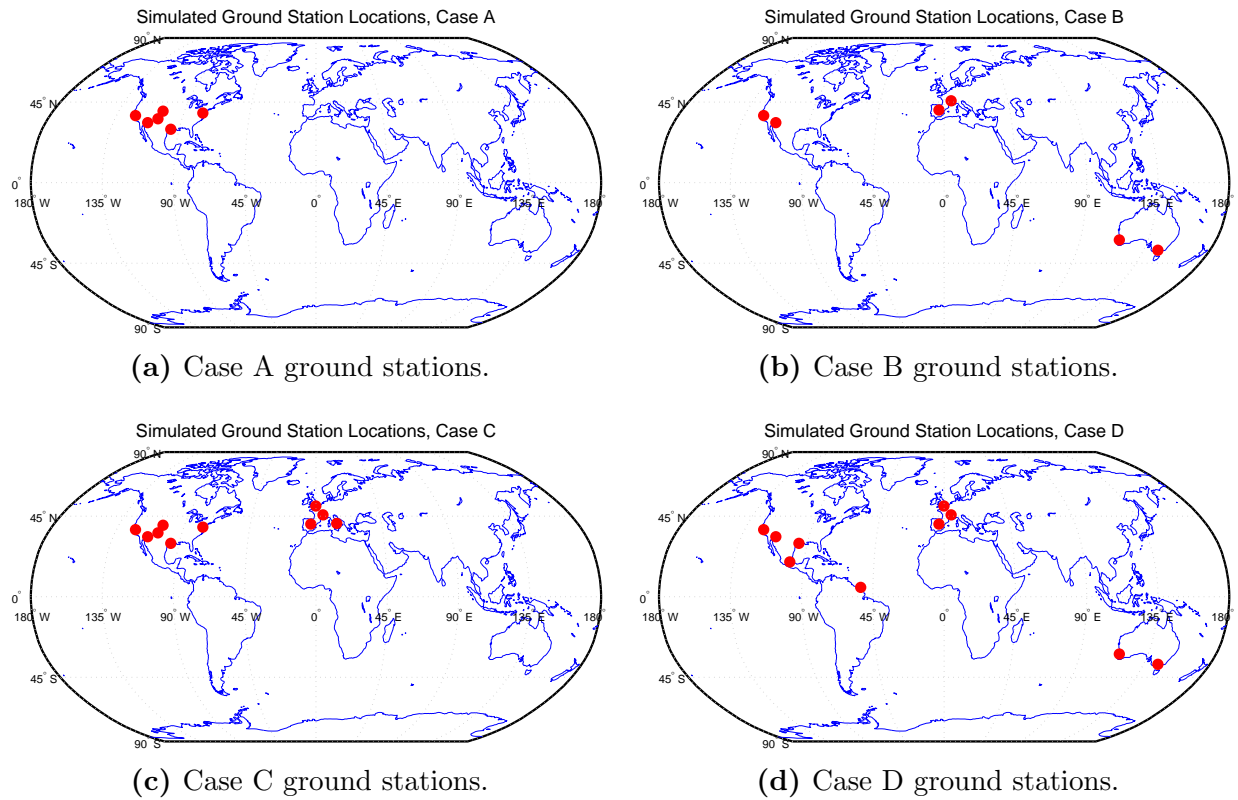 Simulated Ground Station Locations, Case A
90° N
45° N
0°
180° W 135° W 90° W 45° W 0° 45° E 90° E 135° E 180°
45° S
90° S
(a) Case A ground stations.
Simulated Ground Station Locations, Case B
90° N
45° N
0°
180° W 135° W 90° W 45° W 0° 45° E 90° E 135° E 180°
45° S
90° S
(b) Case B ground stations.
Simulated Ground Station Locations, Case C
90° N
45° N
0°
180° W 135° W 90° W 45° W 0° 45° E 90° E 135° E 180°
45° S
90° S
(c) Case C ground stations.
Simulated Ground Station Locations, Case D
90° N
45° N
0°
180° W 135° W 90° W 45° W 0° 45° E 90° E 135° E 180°
45° S
90° S
(d) Case D ground stations.